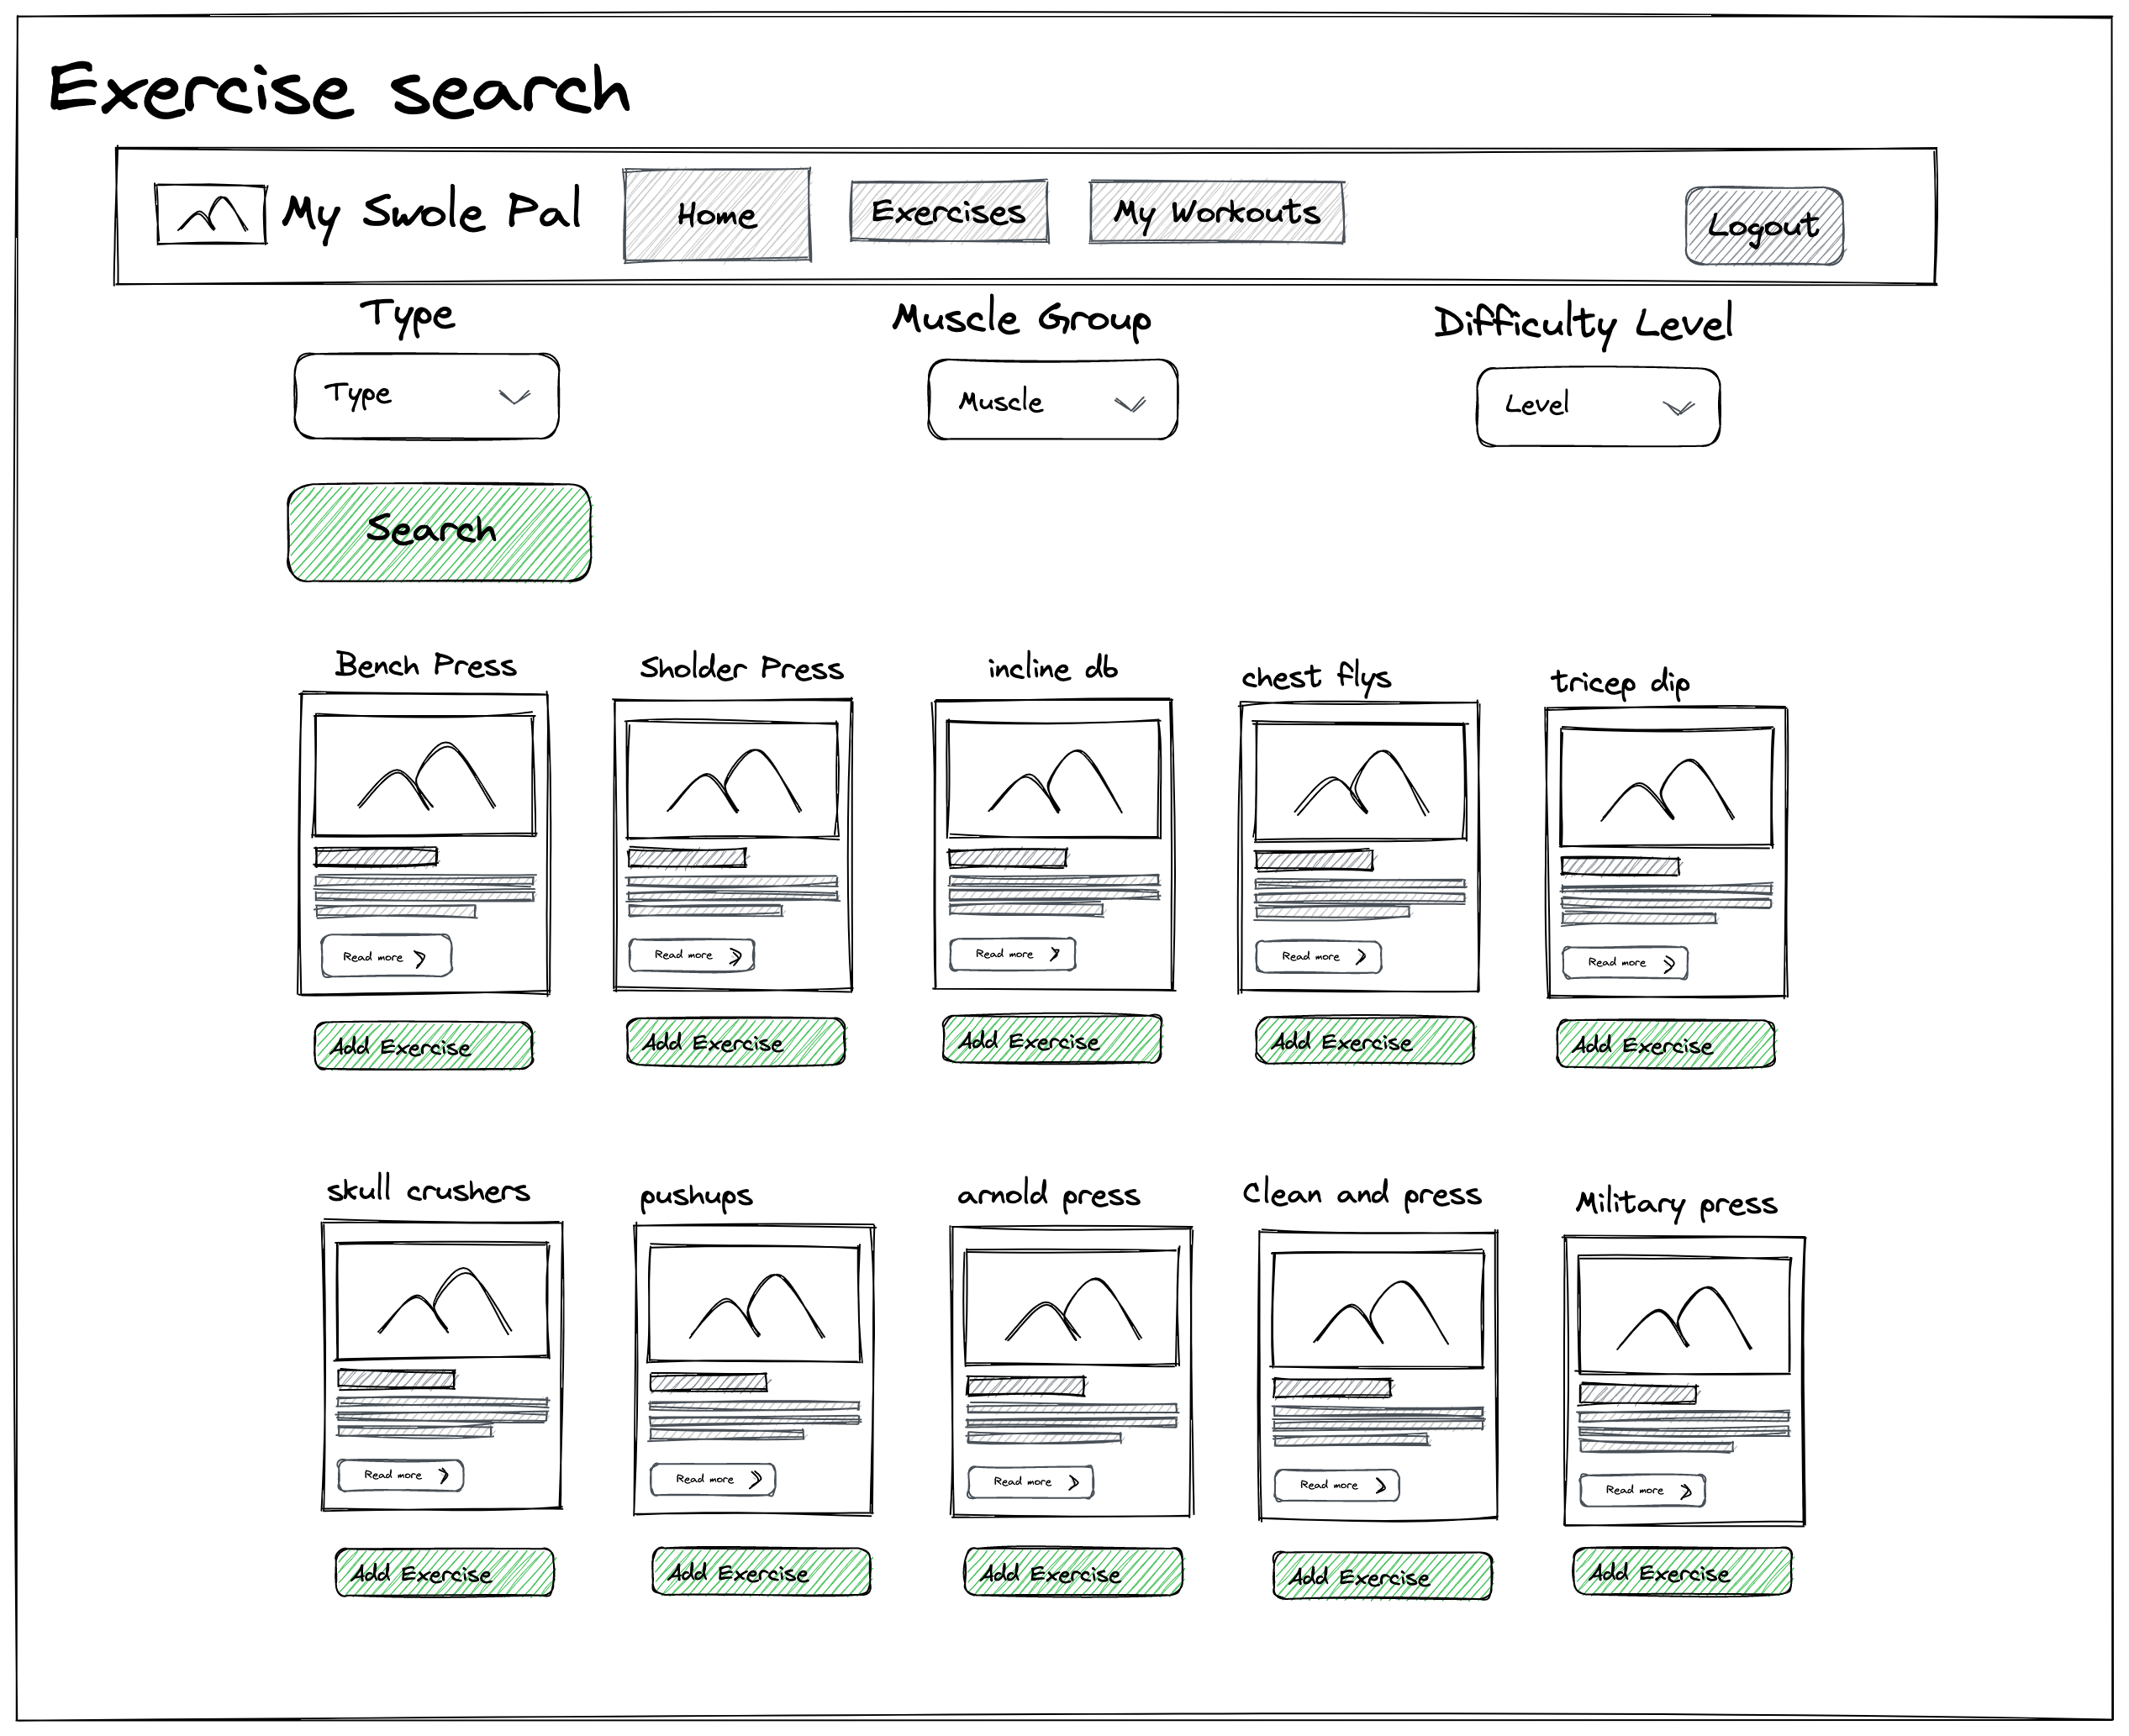 Exercise search
My Swole Pal
Home
Exercises
My Workouts
Logout
Type
Muscle Group
Difficulty Level
Type
Muscle
Level
Search
Bench Press
Sholder Press
incline db
chest flys
tricep dip
Read more
Read more
Read more
Read more
Read more
Add Exercise
Add Exercise
Add Exercise
Add Exercise
Add Exercise
skull crushers
pushups
arnold press
Clean and press
Military press
Read more
Read more
Read more
Read more
Read more
Add Exercise
Add Exercise
Add Exercise
Add Exercise
Add Exercise